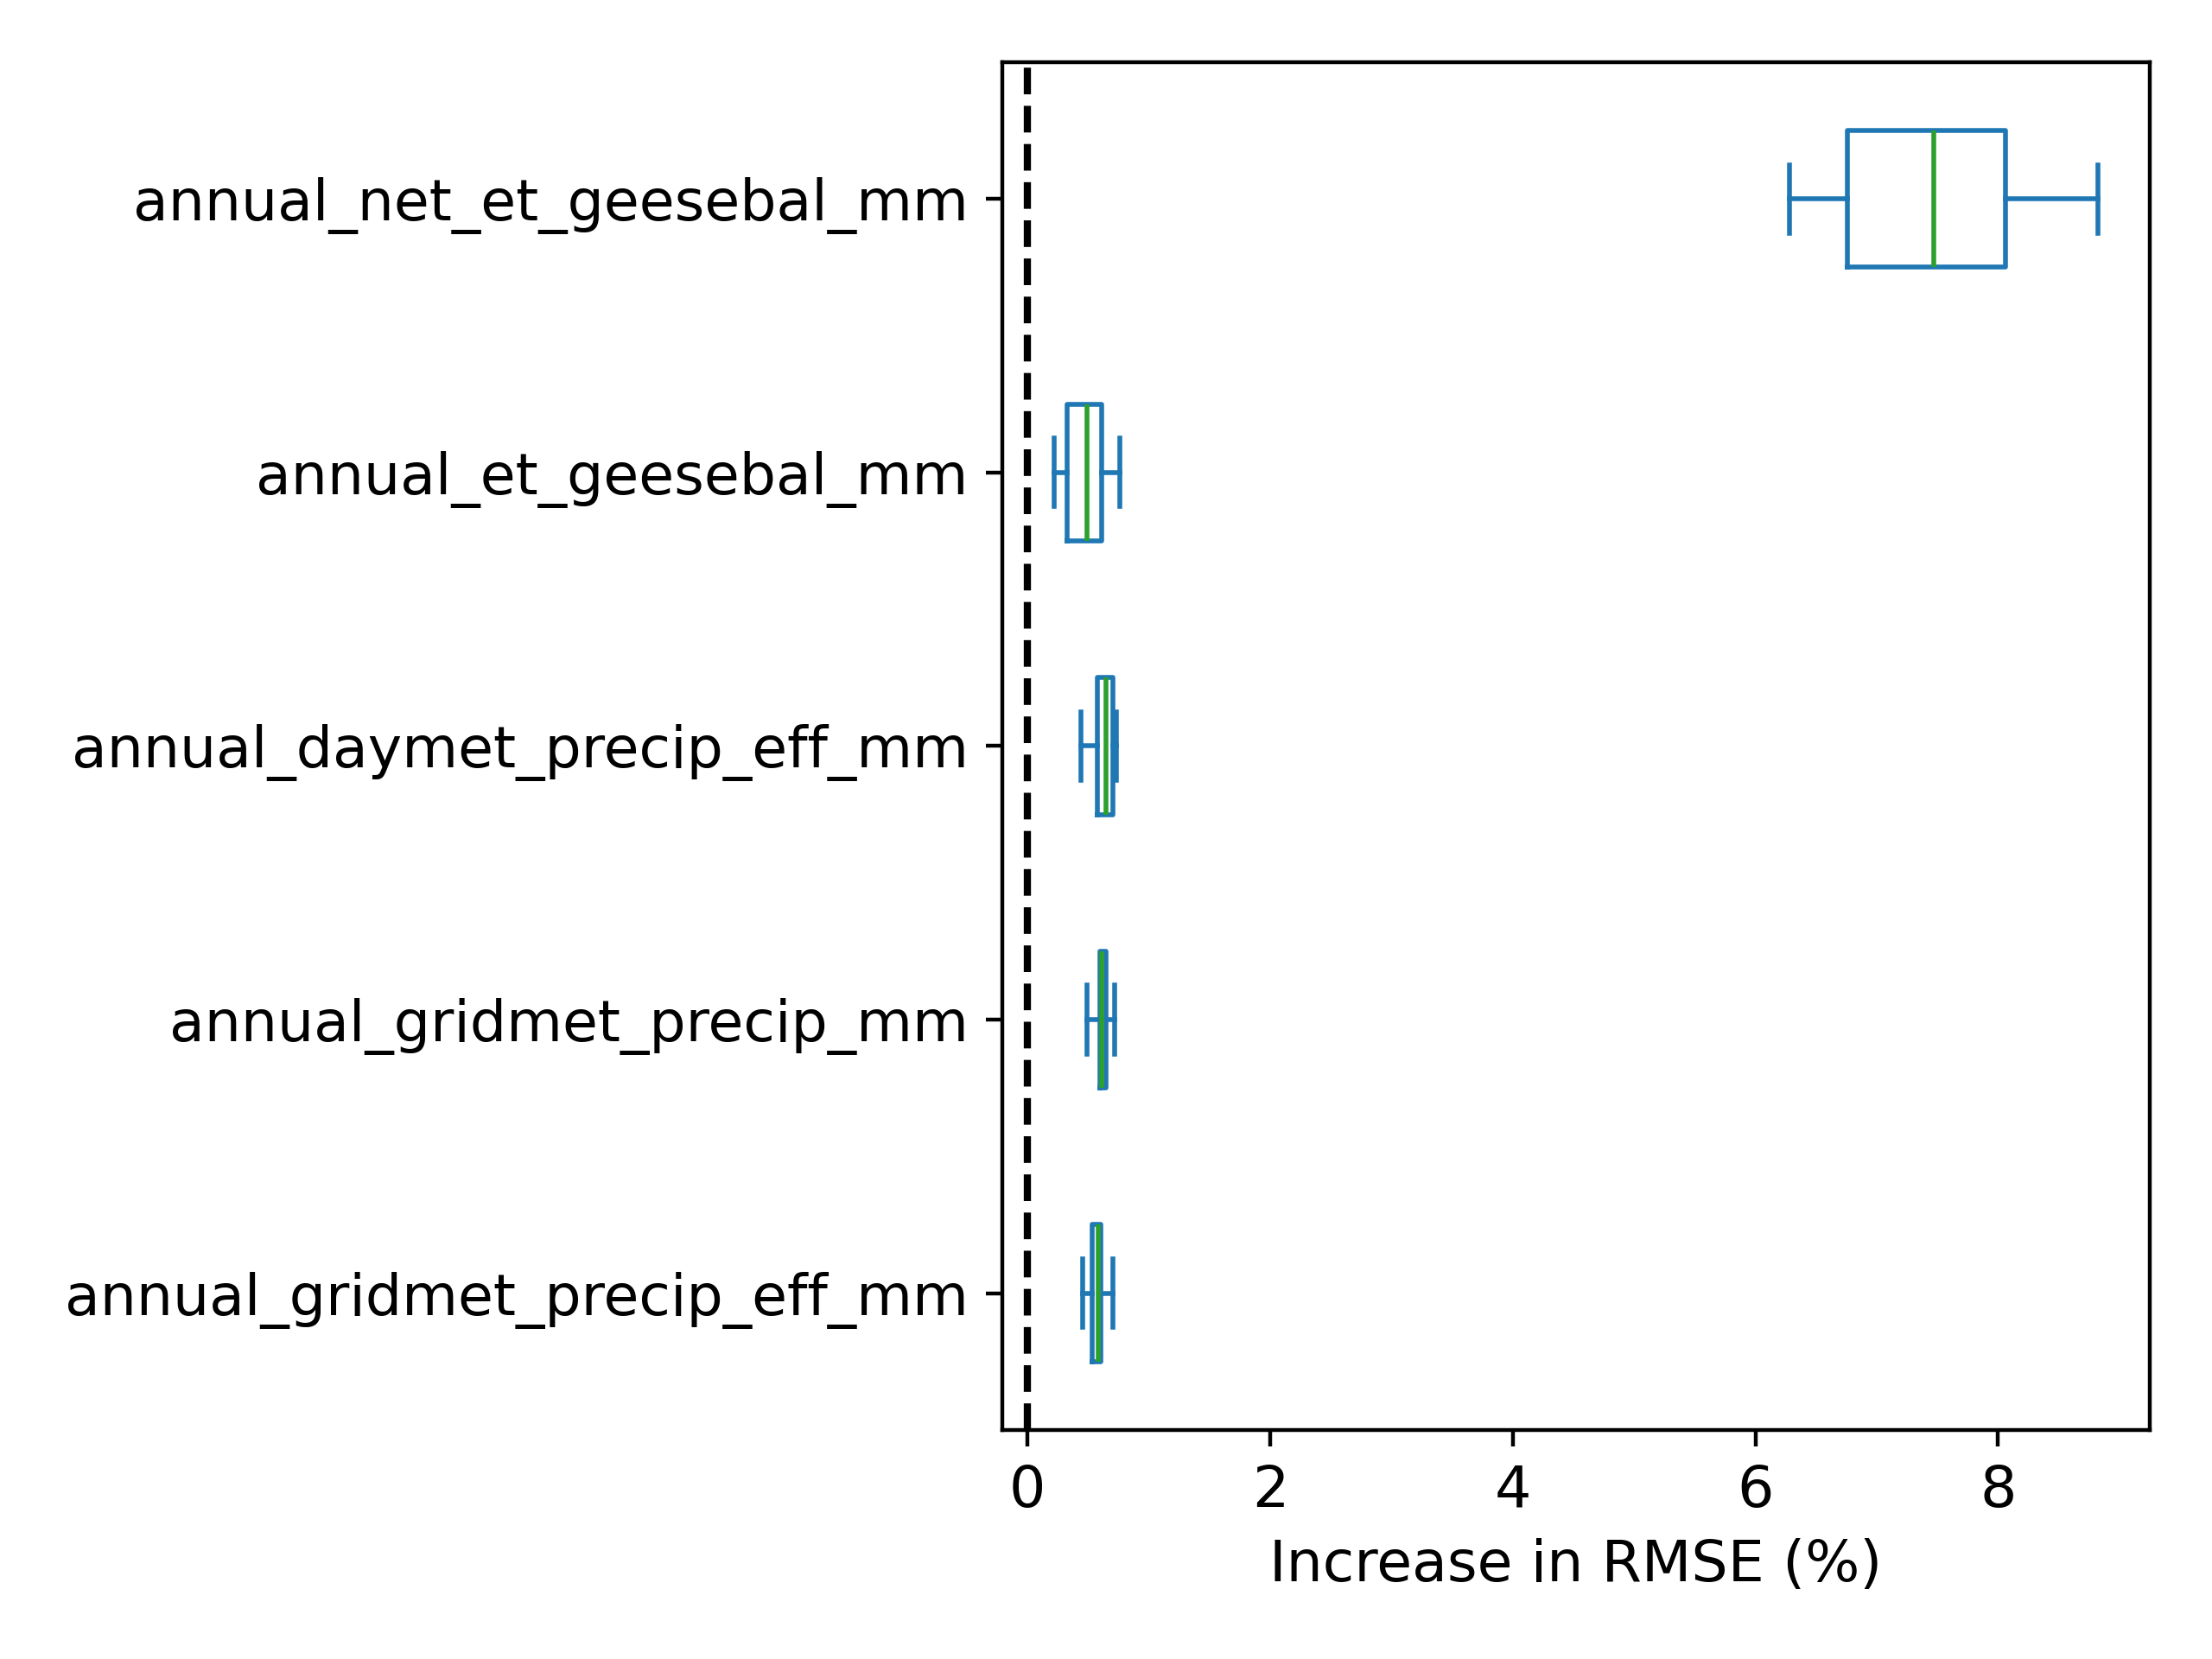 annual_net_et_geesebal_mm
annual_et_geesebal_mm
annual_daymet_precip_eff_mm
annual_gridmet_precip_mm
annual_gridmet_precip_eff_mm
0 2 4 6 8
Increase in RMSE (%)